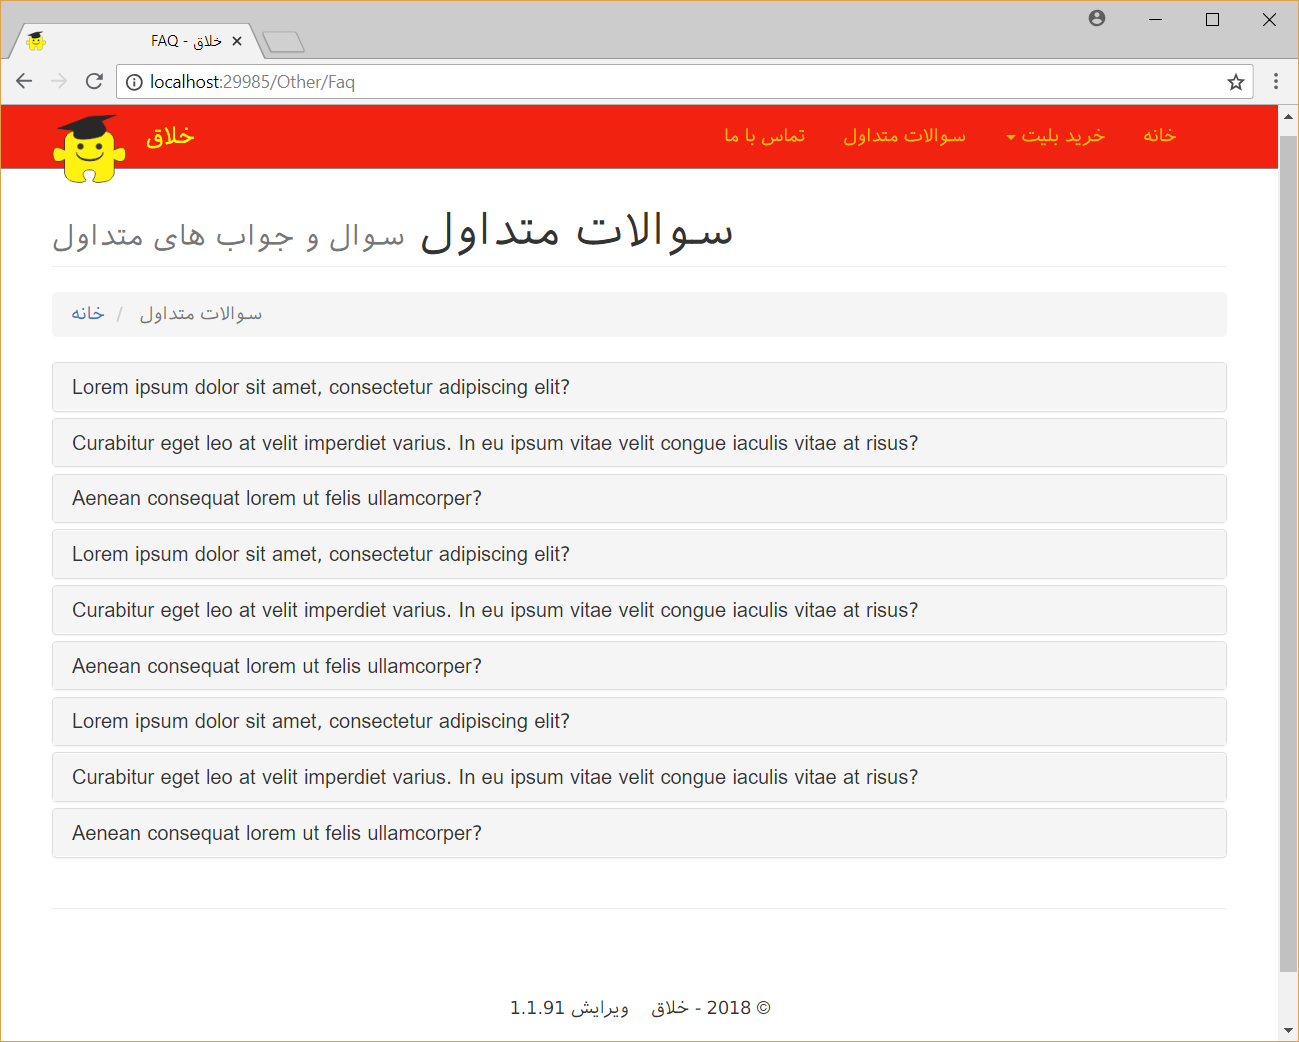 FAQ - خلاق
localhost:29985/Other/Faq
خلاق
خانه
خرید بلیت
سوالات متداول
تماس با ما
سوالات متداول سوال و جواب های متداول
خانه / سوالات متداول
Lorem ipsum dolor sit amet, consectetur adipiscing elit?
Curabitur eget leo at velit imperdiet varius. In eu ipsum vitae velit congue iaculis vitae at risus?
Aenean consequat lorem ut felis ullamcorper?
Lorem ipsum dolor sit amet, consectetur adipiscing elit?
Curabitur eget leo at velit imperdiet varius. In eu ipsum vitae velit congue iaculis vitae at risus?
Aenean consequat lorem ut felis ullamcorper?
Lorem ipsum dolor sit amet, consectetur adipiscing elit?
Curabitur eget leo at velit imperdiet varius. In eu ipsum vitae velit congue iaculis vitae at risus?
Aenean consequat lorem ut felis ullamcorper?
© 2018 - خلاق ویرایش 1.1.91